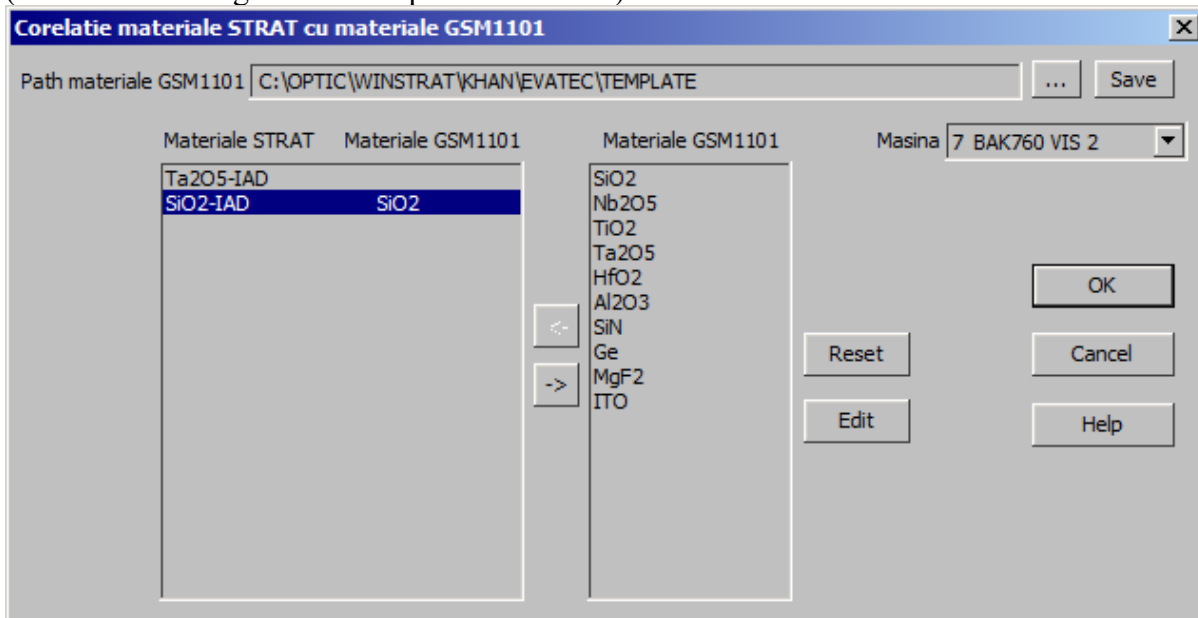 Corelatie materiale STRAT cu materiale GSM1101
Path materiale GSM1101 C:\OPTIC\WINSTRAT\KHAN\EVATEC\TEMPLATE ... Save
Materiale STRAT Materiale GSM1101 Materiale GSM1101 Masina 7 BAK760 VIS 2
Ta2O5-IAD SiO2
SiO2-IAD SiO2 Nb2O5
TiO2
Ta2O5
HfO2
Al2O3 OK
<- SiN
Ge Reset Cancel
-> MgF2
ITO
Edit Help